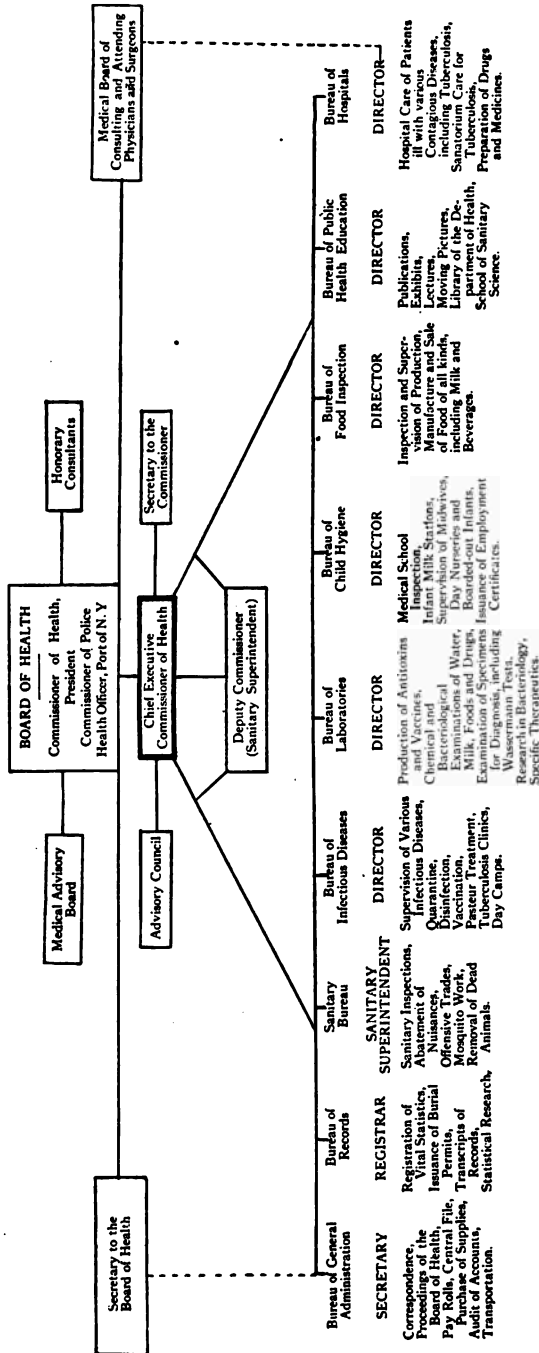 BOARD OF HEALTH
Commissioner of Health,
President
Commissioner of Police
Health Officer, Port of N. Y
Medical Advisory
Board
Honorary
Consultants
Secretary to the
Board of Health
Medical Board of
Consulting and Attending
Physicians and Surgeons
Advisory Council
Chief Executive
Commissioner of Health
Secretary to the
Commissioner
Deputy Commissioner
(Sanitary Superintendent)
Bureau of General
Administration
SECRETARY
Correspondence,
Proceedings of the
Board of Health,
Pay Rolls, Central File,
Purchase of Supplies,
Audit of Accounts,
Transportation.
Bureau of
Records
REGISTRAR
Registration of
Vital Statistics,
Issuance of Burial
Permits,
Transcripts of
Records,
Statistical Research,
Sanitary
Bureau
SANITARY
SUPERINTENDENT
Sanitary Inspections,
Abatement of
Nuisances,
Offensive Trades,
Mosquito Work,
Removal of Dead
Animals.
Bureau of
Infectious Diseases
DIRECTOR
Supervision of Various
Infectious Diseases,
Quarantine,
Disinfection,
Vaccination,
Pasteur Treatment,
Tuberculosis Clinics,
Day Camps.
Bureau of
Laboratories
DIRECTOR
Production of Antitoxins
and Vaccines,
Chemical and
Bacteriological
Examinations of Water,
Milk, Foods and Drugs,
Examination of Specimens
for Diagnosis, including
Wassermann Tests,
Research in Bacteriology,
Specific Therapeutics.
Bureau of
Child Hygiene
DIRECTOR
Medical School
Inspection,
Infant Milk Stations,
Supervision of Midwives,
Day Nurseries and
Boarded-out Infants,
Issuance of Employment
Certificates.
Bureau of
Food Inspection
DIRECTOR
Inspection and Super-
vision of Production,
Manufacture and Sale
of Food of all kinds,
including Milk and
Beverages.
Bureau of Public
Health Education
DIRECTOR
Publications,
Exhibits,
Lectures,
Moving Pictures,
Library of the De-
partment of Health,
School of Sanitary
Science.
Bureau of
Hospitals
DIRECTOR
Hospital Care of Patients
ill with various
Contagious Diseases,
including Tuberculosis,
Sanatorium Care for
Tuberculosis,
Preparation of Drugs
and Medicines.